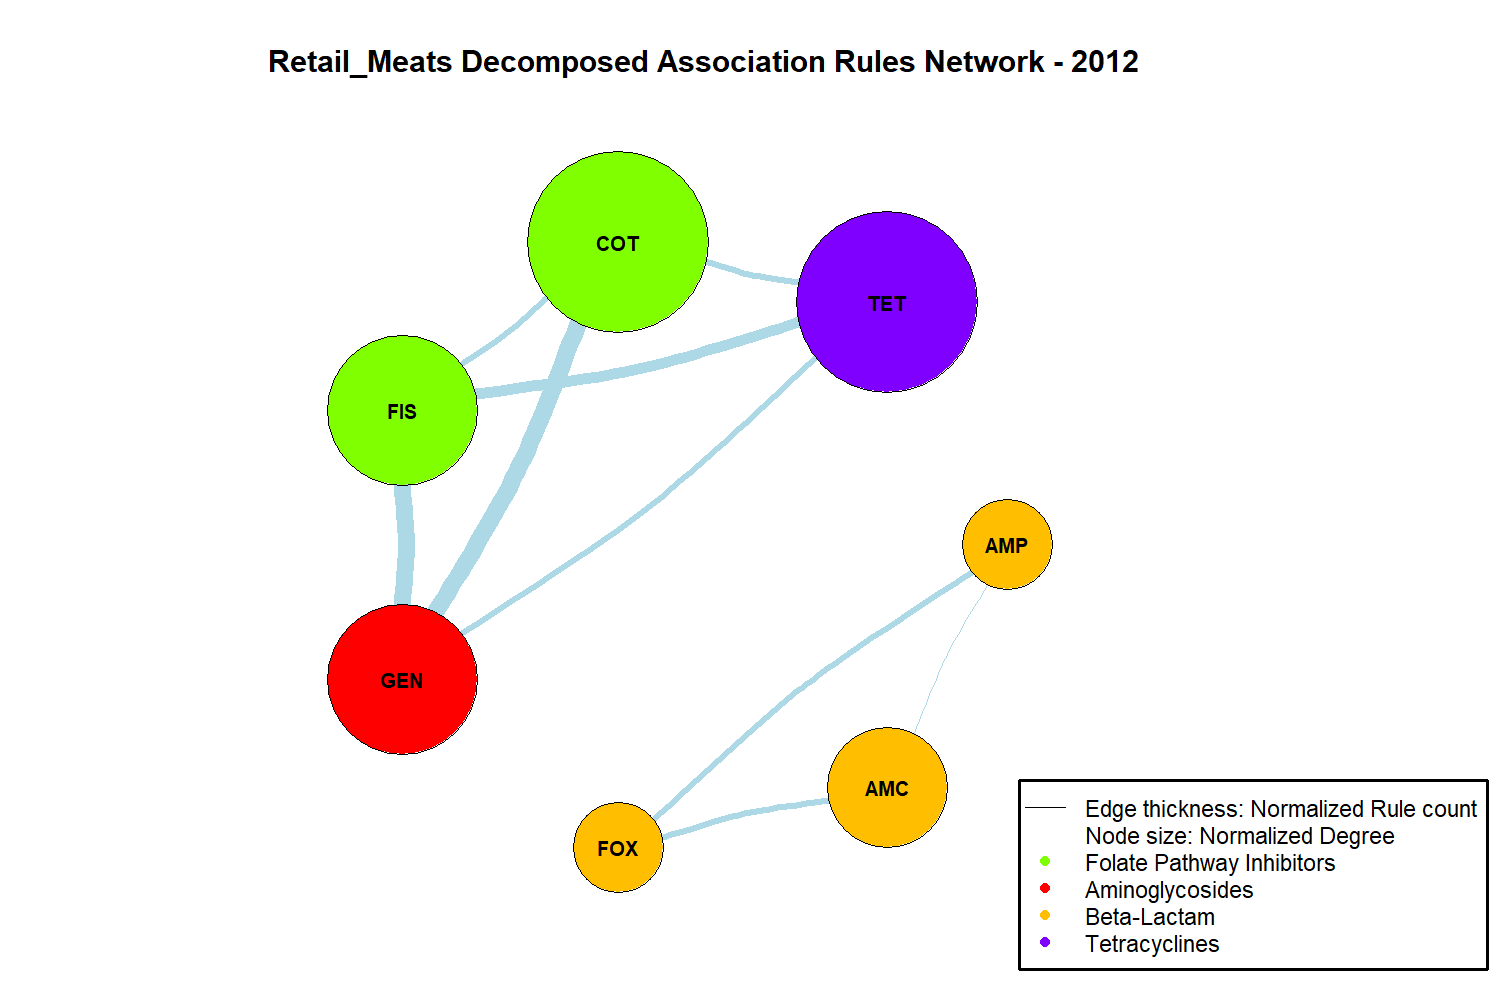 Retail_Meats Decomposed Association Rules Network - 2012
COT
TET
FIS
AMP
GEN
AMC
FOX
Edge thickness: Normalized Rule count
Node size: Normalized Degree
Folate Pathway Inhibitors
Aminoglycosides
Beta-Lactam
Tetracyclines